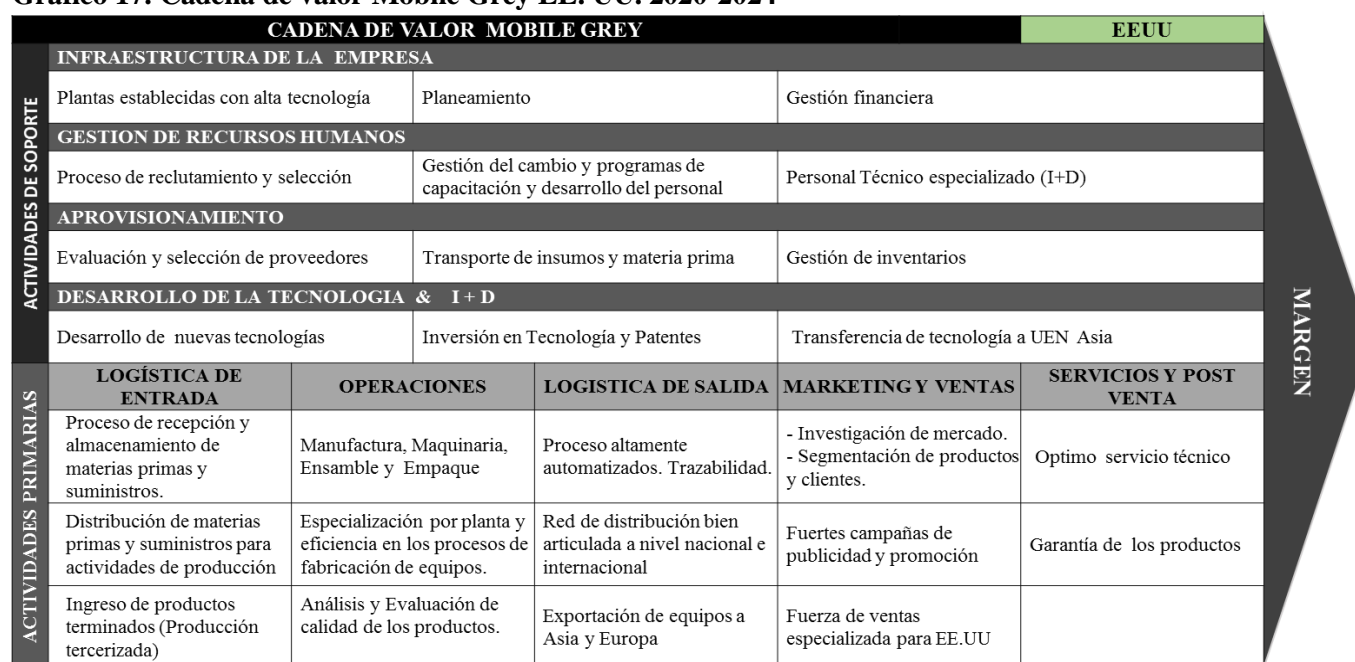 Gráfico 17. Cadena de valor Mobile Grey EE. UU. 2020-2024
CADENA DE VALOR MOBILE GREY
EEUU
ACTIVIDADES DE SOPORTE
INFRAESTRUCTURA DE LA EMPRESA
Plantas establecidas con alta tecnología
Planeamiento
Gestión financiera
GESTION DE RECURSOS HUMANOS
Proceso de reclutamiento y selección
Gestión del cambio y programas de
capacitación y desarrollo del personal
Personal Técnico especializado (I+D)
APROVISIONAMIENTO
Evaluación y selección de proveedores
Transporte de insumos y materia prima
Gestión de inventarios
DESARROLLO DE LA TECNOLOGIA & I + D
Desarrollo de nuevas tecnologías
Inversión en Tecnología y Patentes
Transferencia de tecnología a UEN Asia
ACTIVIDADES PRIMARIAS
LOGÍSTICA DE
ENTRADA
OPERACIONES
LOGISTICA DE SALIDA
MARKETING Y VENTAS
SERVICIOS Y POST
VENTA
Proceso de recepción y
almacenamiento de
materias primas y
suministros.
Manufactura, Maquinaria,
Ensamble y Empaque
Proceso altamente
automatizados. Trazabilidad.
- Investigación de mercado.
- Segmentación de productos
y clientes.
Optimo servicio técnico
Distribución de materias
primas y suministros para
actividades de producción
Especialización por planta y
eficiencia en los procesos de
fabricación de equipos.
Red de distribución bien
articulada a nivel nacional e
internacional
Fuertes campañas de
publicidad y promoción
Garantía de los productos
Ingreso de productos
terminados (Producción
tercerizada)
Análisis y Evaluación de
calidad de los productos.
Exportación de equipos a
Asia y Europa
Fuerza de ventas
especializada para EE.UU
MARGEN